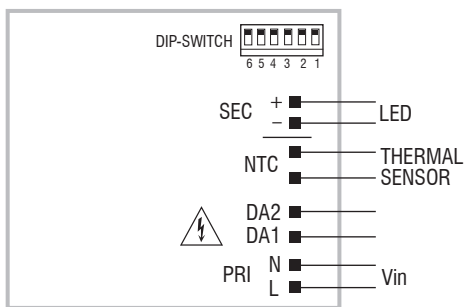 DIP-SWITCH
6 5 4 3 2 1
SEC + LED
−
NTC THERMAL
SENSOR
DA2
DA1
PRI N Vin
L